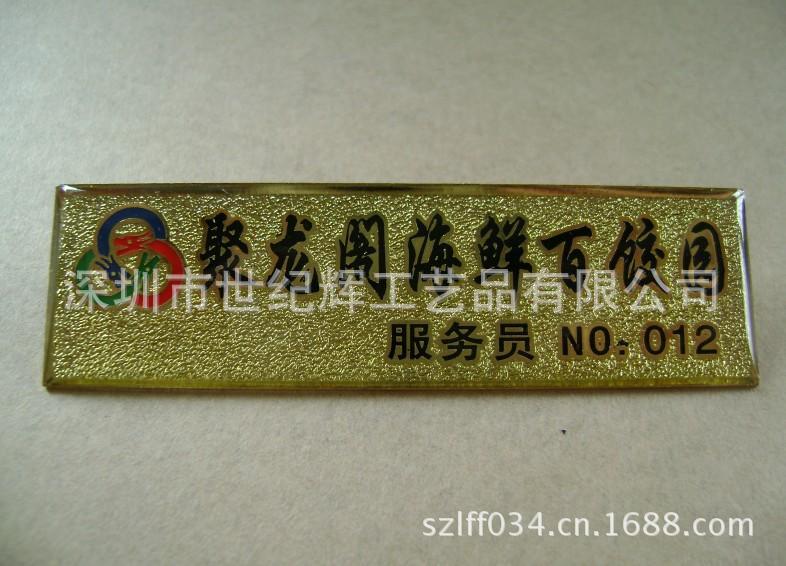 聚龙阁海鲜百饺园
深圳市世纪辉工艺品有限公司
服务员 NO: 012
szlff034.cn.1688.com